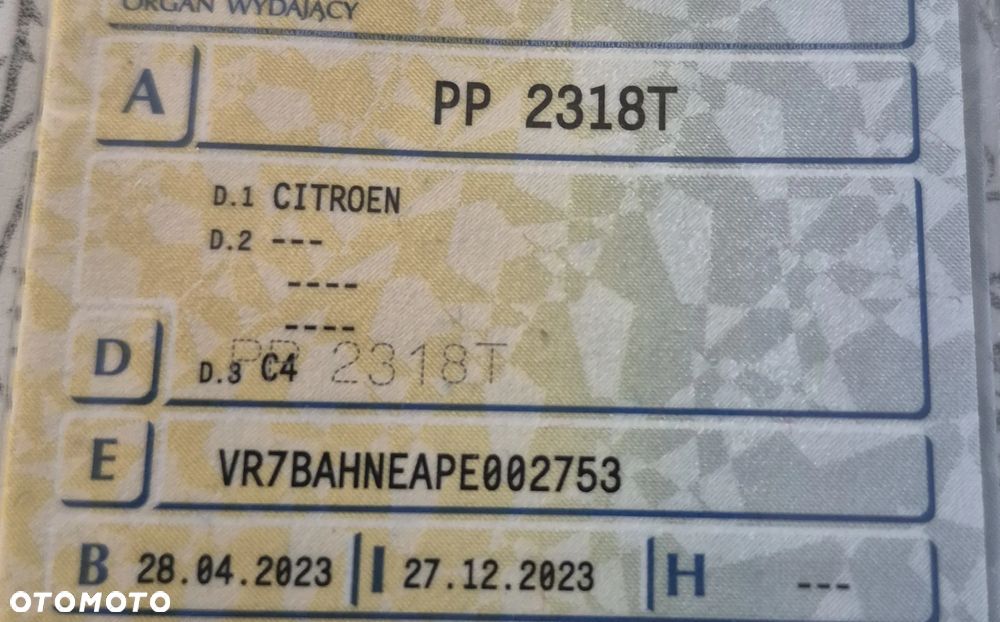 ORGAN WYDAJĄCY
A PP 2318T
D.1 CITROEN
D.2 ---
----
----
D D.3 C4 PP 2318T
E VR7BAHNEAPE002753
B 28.04.2023 I 27.12.2023 H ---
OTOMOTO